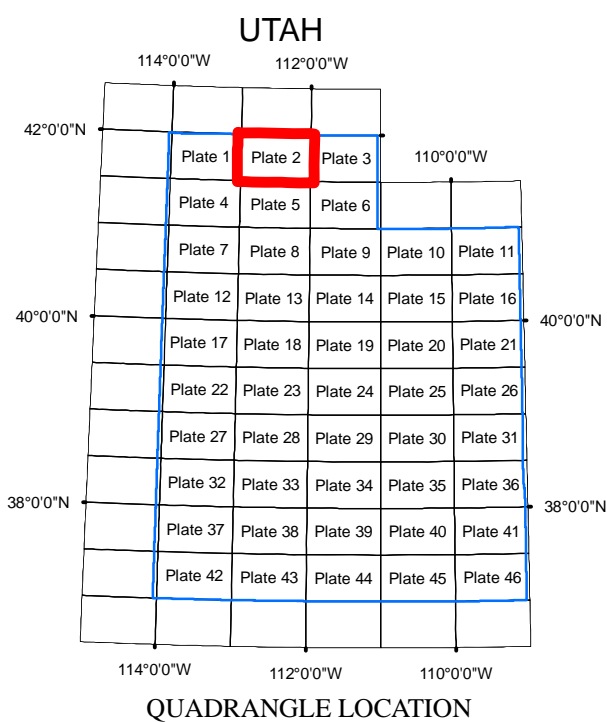 UTAH
114°0'0"W 112°0'0"W
42°0'0"N
Plate 1 Plate 2 Plate 3
110°0'0"W
Plate 4 Plate 5 Plate 6
Plate 7 Plate 8 Plate 9 Plate 10 Plate 11
Plate 12 Plate 13 Plate 14 Plate 15 Plate 16
40°0'0"N 40°0'0"N
Plate 17 Plate 18 Plate 19 Plate 20 Plate 21
Plate 22 Plate 23 Plate 24 Plate 25 Plate 26
Plate 27 Plate 28 Plate 29 Plate 30 Plate 31
Plate 32 Plate 33 Plate 34 Plate 35 Plate 36
38°0'0"N 38°0'0"N
Plate 37 Plate 38 Plate 39 Plate 40 Plate 41
Plate 42 Plate 43 Plate 44 Plate 45 Plate 46
114°0'0"W 112°0'0"W 110°0'0"W
QUADRANGLE LOCATION